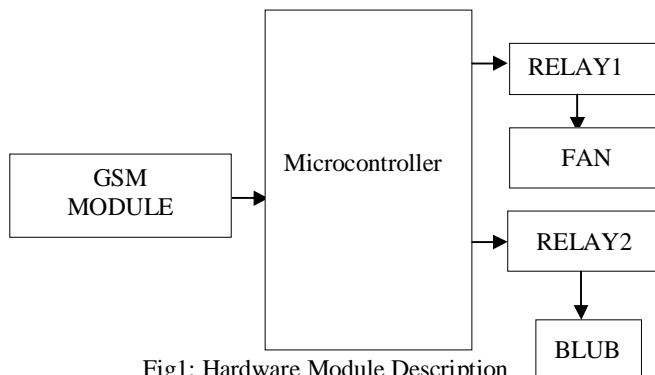 RELAY1
FAN
Microcontroller
GSM
MODULE
RELAY2
BLUB
Fig1: Hardware Module Description